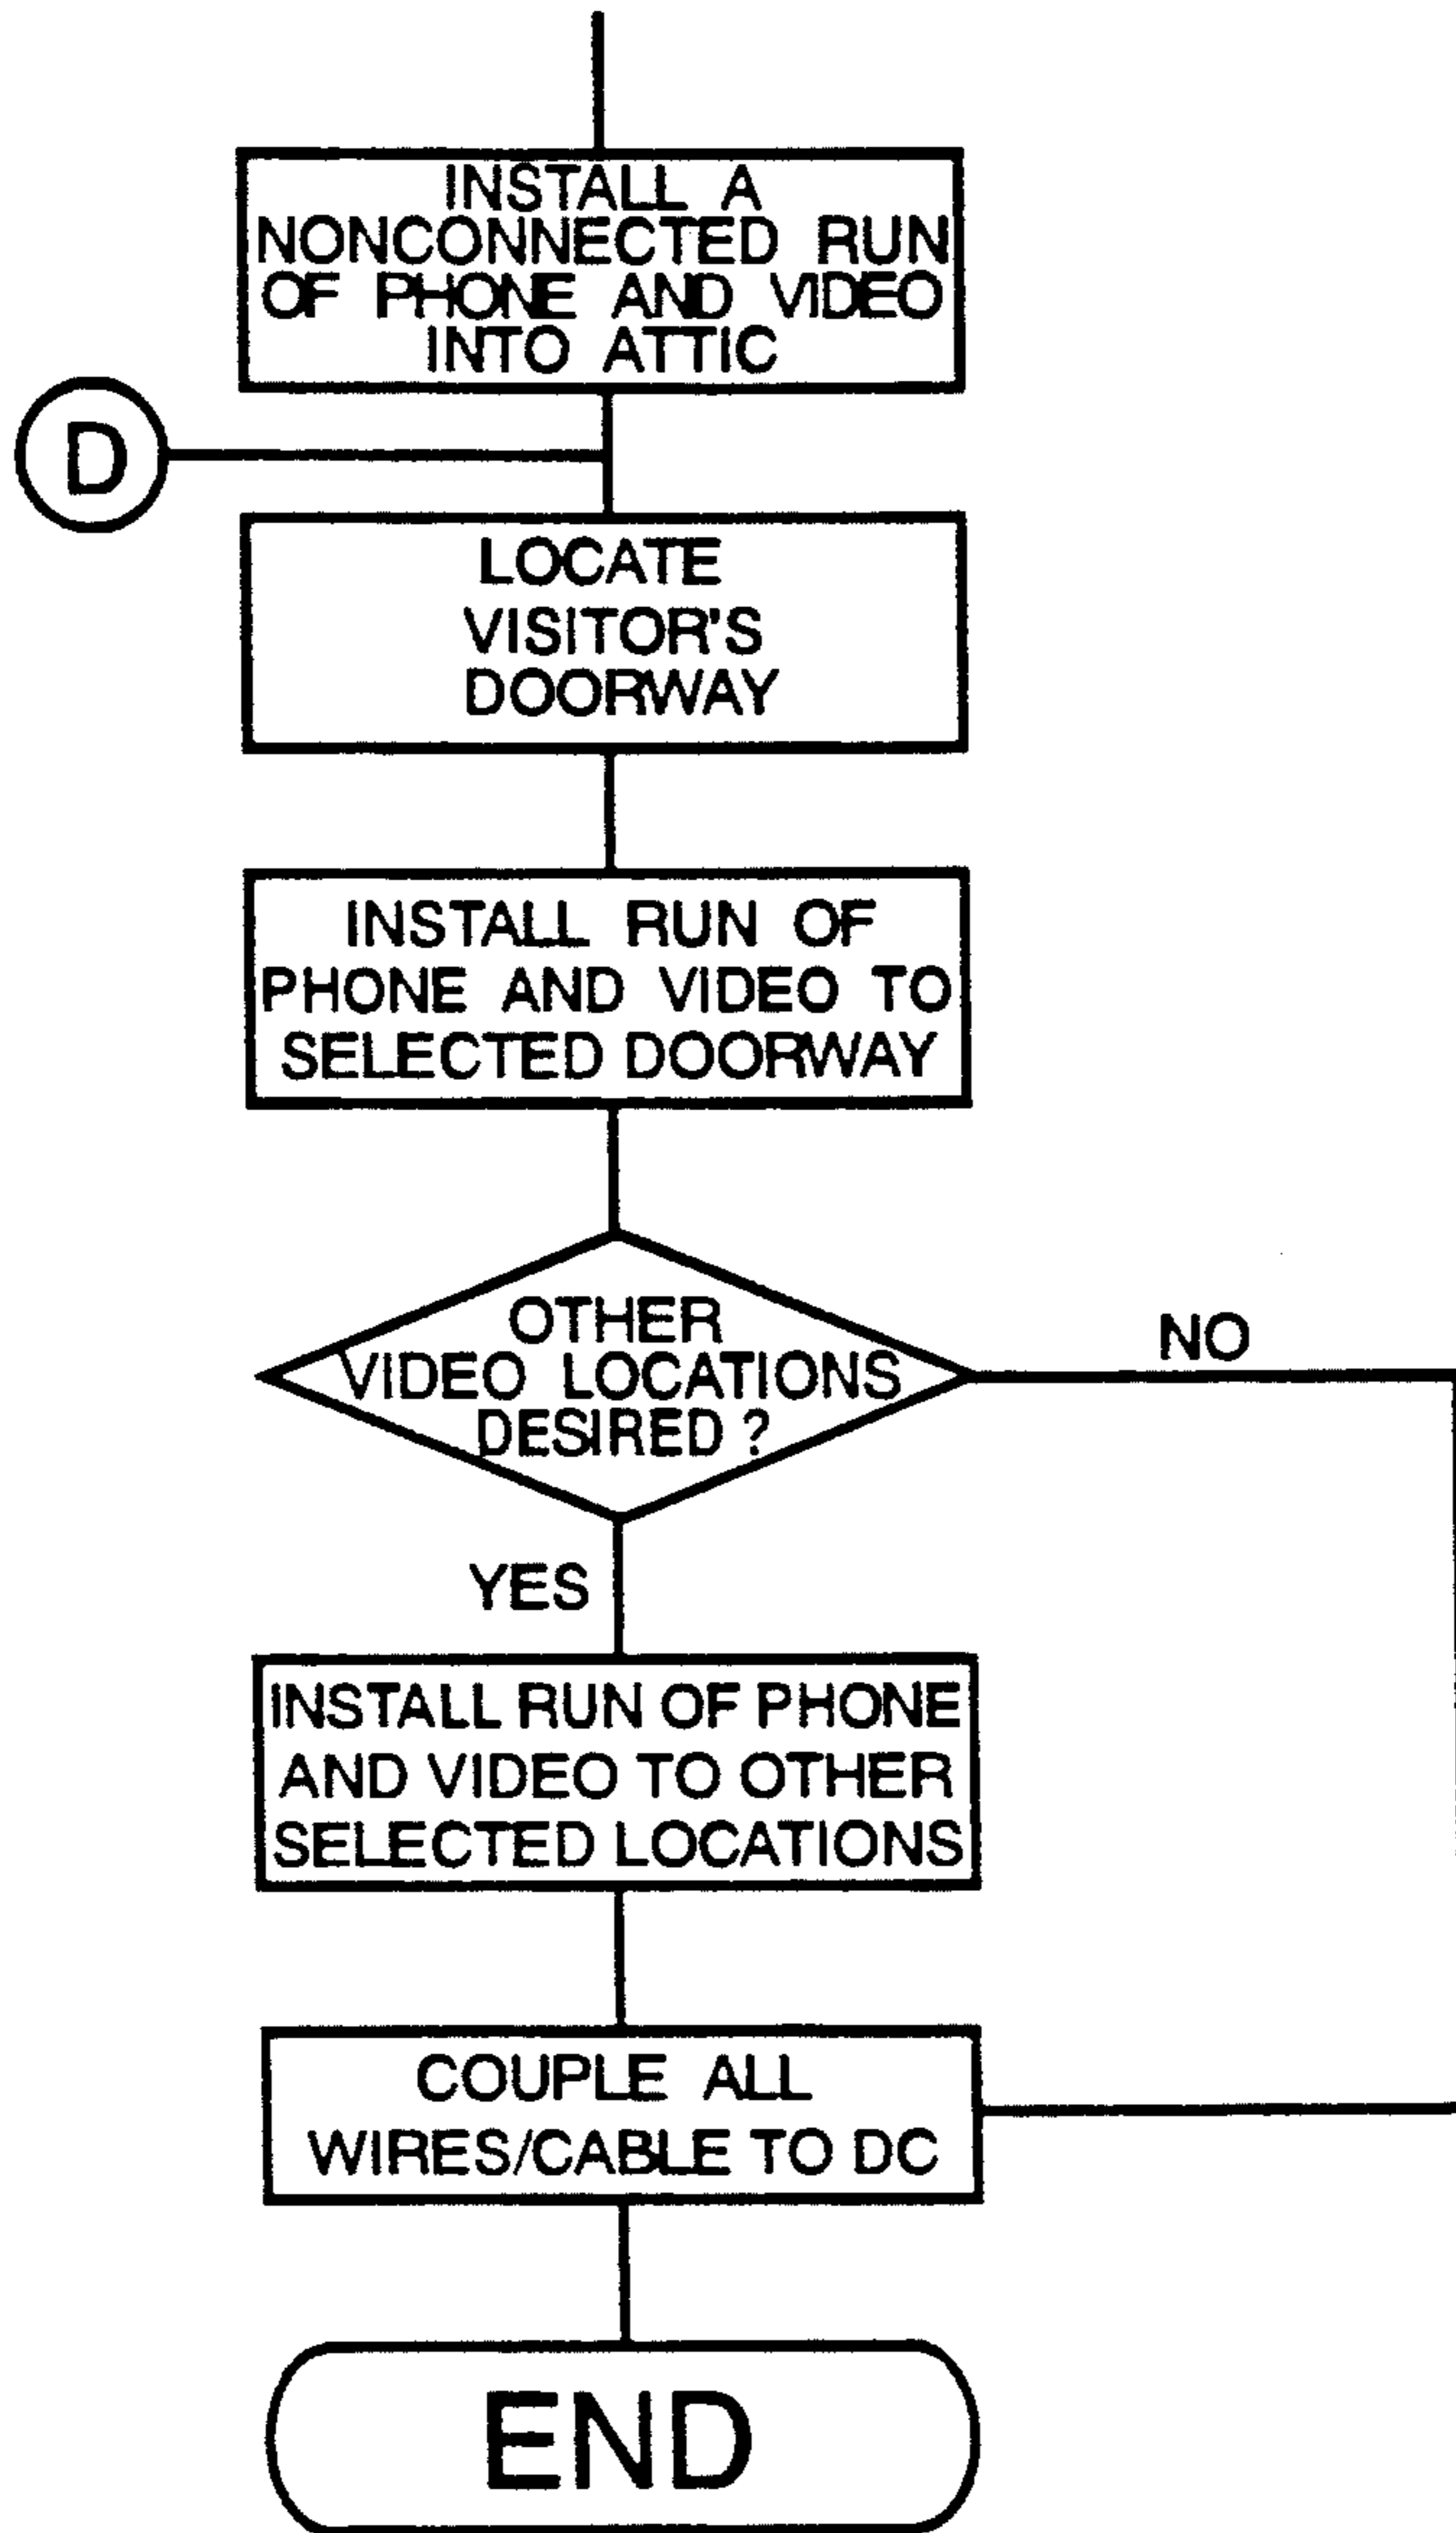 INSTALL A
NONCONNECTED RUN
OF PHONE AND VIDEO
INTO ATTIC
D
LOCATE
VISITOR'S
DOORWAY
INSTALL RUN OF
PHONE AND VIDEO TO
SELECTED DOORWAY
OTHER
VIDEO LOCATIONS
DESIRED ?
NO
YES
INSTALL RUN OF PHONE
AND VIDEO TO OTHER
SELECTED LOCATIONS
COUPLE ALL
WIRES/CABLE TO DC
END